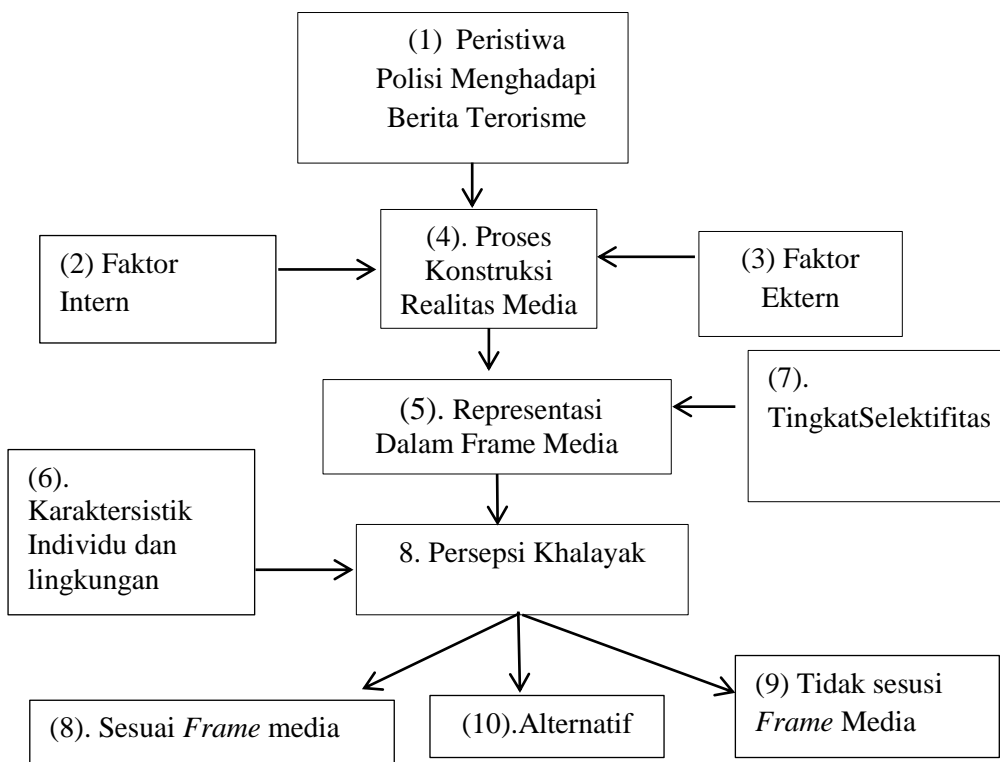 (1) Peristiwa
Polisi Menghadapi
Berita Terorisme
(2) Faktor
Intern
(4). Proses
Konstruksi
Realitas Media
(3) Faktor
Ektern
(5). Representasi
Dalam Frame Media
(7).
TingkatSelektifitas
(6).
Karaktersistik
Individu dan
lingkungan
8. Persepsi Khalayak
(8). Sesuai Frame media
(10).Alternatif
(9) Tidak sesusi
Frame Media